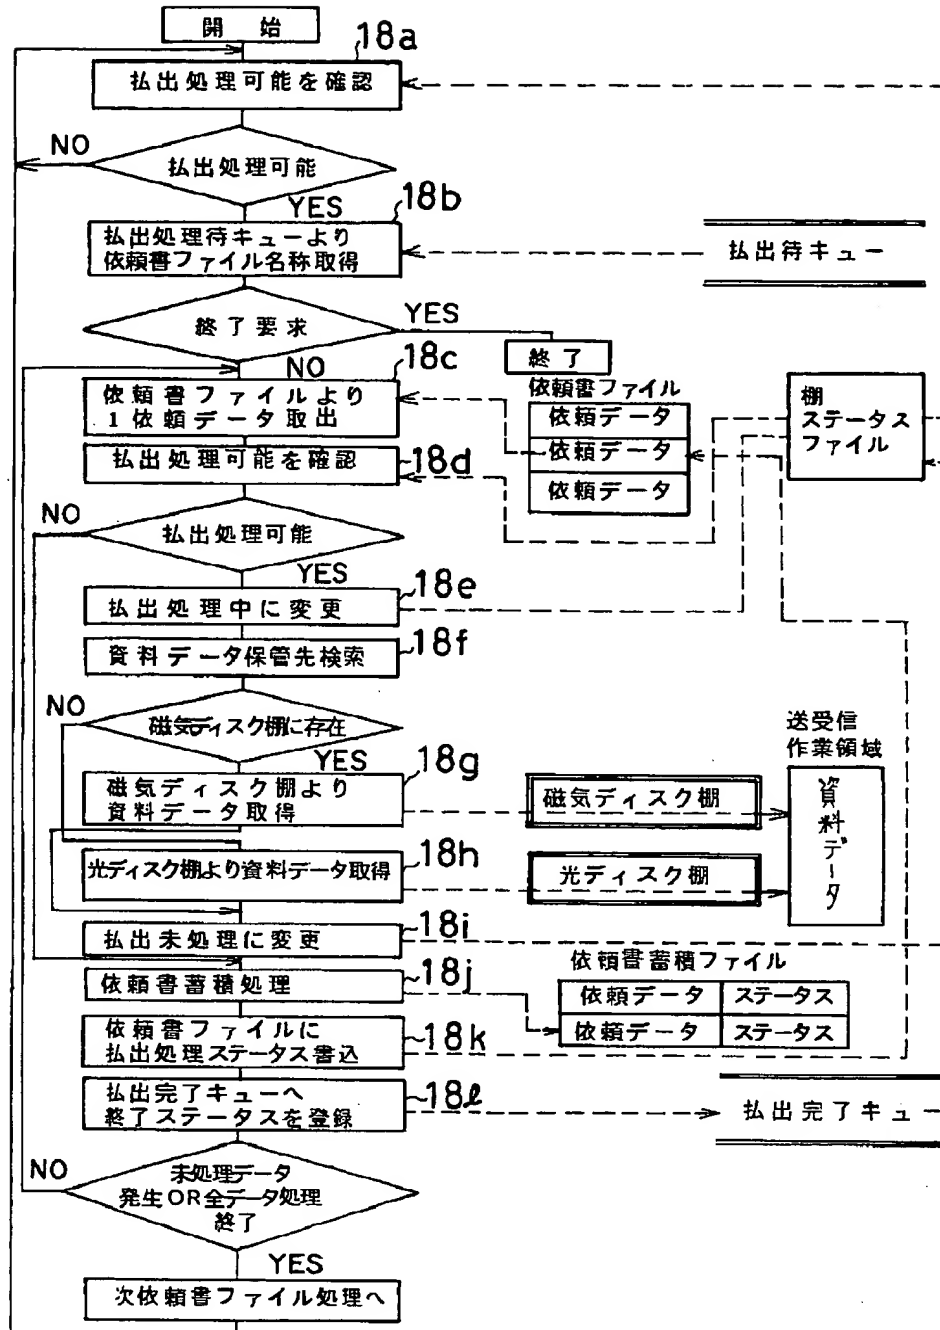 開始
18a
払出処理可能を確認
NO
払出処理可能
YES
18b
払出処理待キューより
依頼書ファイル名称取得
払出待キュー
終了要求
YES
終了
NO
18c
依頼書ファイルより
1依頼データ取出
依頼書ファイル
依頼データ
依頼データ
依頼データ
棚
ステータス
ファイル
払出処理可能を確認
18d
NO
払出処理可能
YES
18e
払出処理中に変更
18f
資料データ保管先検索
NO
磁気ディスク棚に存在
YES
18g
磁気ディスク棚より
資料データ取得
磁気ディスク棚
送受信
作業領域
資料データ
18h
光ディスク棚より資料データ取得
光ディスク棚
18i
払出未処理に変更
18j
依頼書蓄積処理
依頼書蓄積ファイル
依頼データ ステータス
依頼データ ステータス
依頼書ファイルに
払出処理ステータス書込
18k
払出完了キューへ
終了ステータスを登録
18ℓ
払出完了キュー
NO
未処理データ
発生OR全データ処理
終了
YES
次依頼書ファイル処理へ